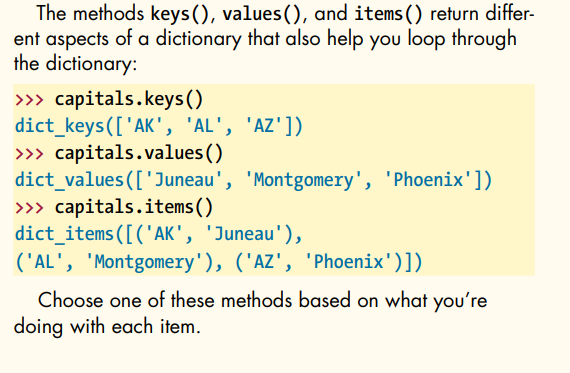 The methods keys(), values(), and items() return differ-
ent aspects of a dictionary that also help you loop through
the dictionary:
>>> capitals.keys()
dict_keys(['AK', 'AL', 'AZ'])
>>> capitals.values()
dict_values(['Juneau', 'Montgomery', 'Phoenix'])
>>> capitals.items()
dict_items([('AK', 'Juneau'),
('AL', 'Montgomery'), ('AZ', 'Phoenix')])
Choose one of these methods based on what you’re
doing with each item.